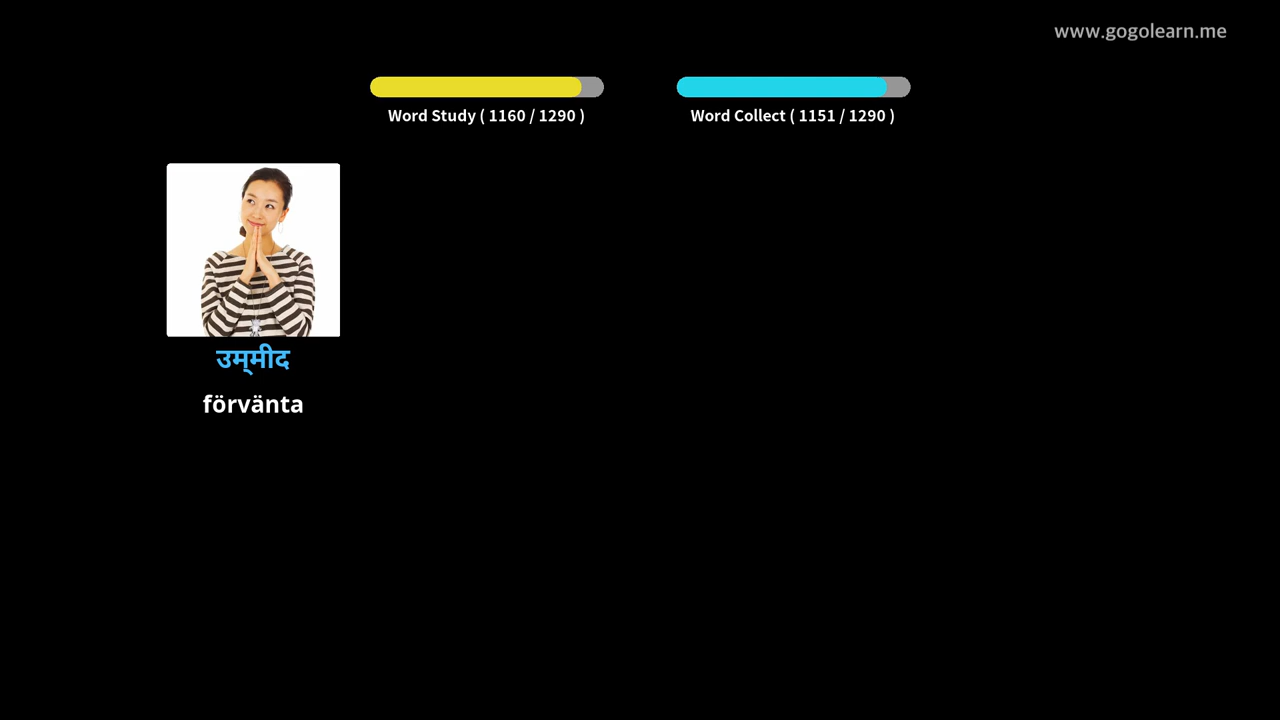 www.gogolearn.me
Word Study ( 1160 / 1290 )
Word Collect ( 1151 / 1290 )
उम्‌मीद
förvänta